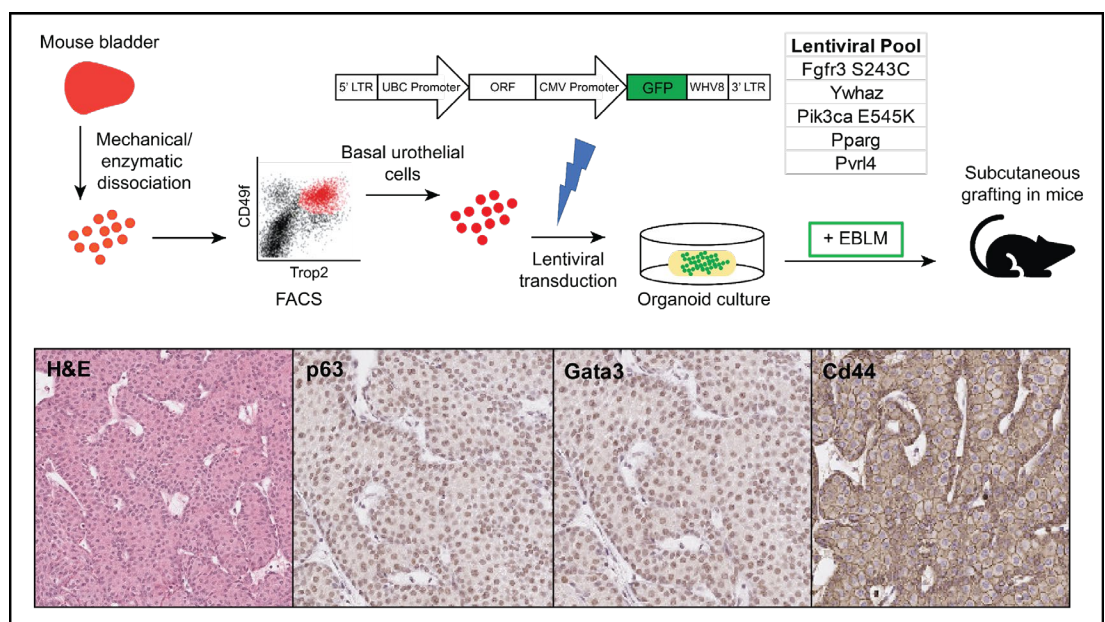 Mouse bladder
Mechanical/
enzymatic
dissociation
5' LTR UBC Promoter ORF CMV Promoter GFP WHV8 3' LTR
Lentiviral Pool
Fgfr3 S243C
Ywhaz
Pik3ca E545K
Pparg
Pvrl4
CD49f
Trop2
FACS
Basal urothelial
cells
Lentiviral
transduction
Organoid culture
+ EBLM
Subcutaneous
grafting in mice
H&E
p63
Gata3
Cd44